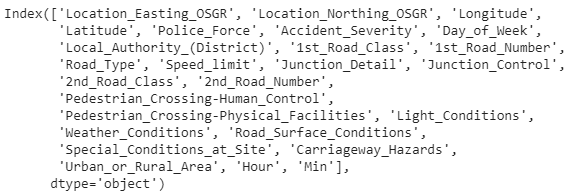 Index(['Location_Easting_OSGR', 'Location_Northing_OSGR', 'Longitude',
'Latitude', 'Police_Force', 'Accident_Severity', 'Day_of_Week',
'Local_Authority_(District)', '1st_Road_Class', '1st_Road_Number',
'Road_Type', 'Speed_limit', 'Junction_Detail', 'Junction_Control',
'2nd_Road_Class', '2nd_Road_Number',
'Pedestrian_Crossing-Human_Control',
'Pedestrian_Crossing-Physical_Facilities', 'Light_Conditions',
'Weather_Conditions', 'Road_Surface_Conditions',
'Special_Conditions_at_Site', 'Carriageway_Hazards',
'Urban_or_Rural_Area', 'Hour', 'Min'],
dtype='object')